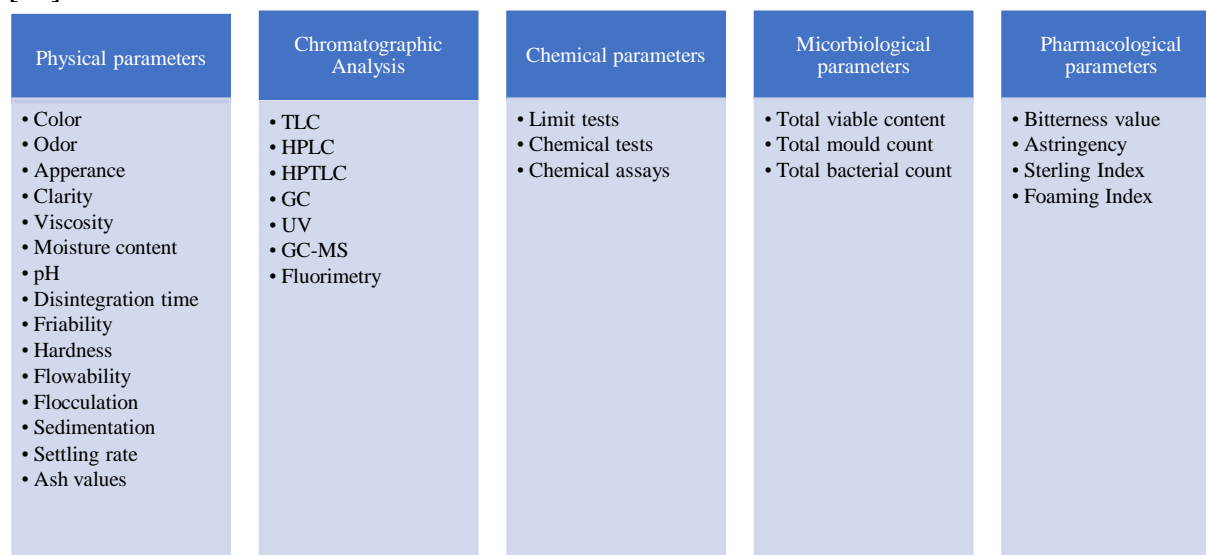 Physical parameters
• Color
• Odor
• Apperance
• Clarity
• Viscosity
• Moisture content
• pH
• Disintegration time
• Friability
• Hardness
• Flowability
• Flocculation
• Sedimentation
• Settling rate
• Ash values
Chromatographic
Analysis
• TLC
• HPLC
• HPTLC
• GC
• UV
• GC-MS
• Fluorimetry
Chemical parameters
• Limit tests
• Chemical tests
• Chemical assays
Micorbiological
parameters
• Total viable content
• Total mould count
• Total bacterial count
Pharmacological
parameters
• Bitterness value
• Astringency
• Sterling Index
• Foaming Index